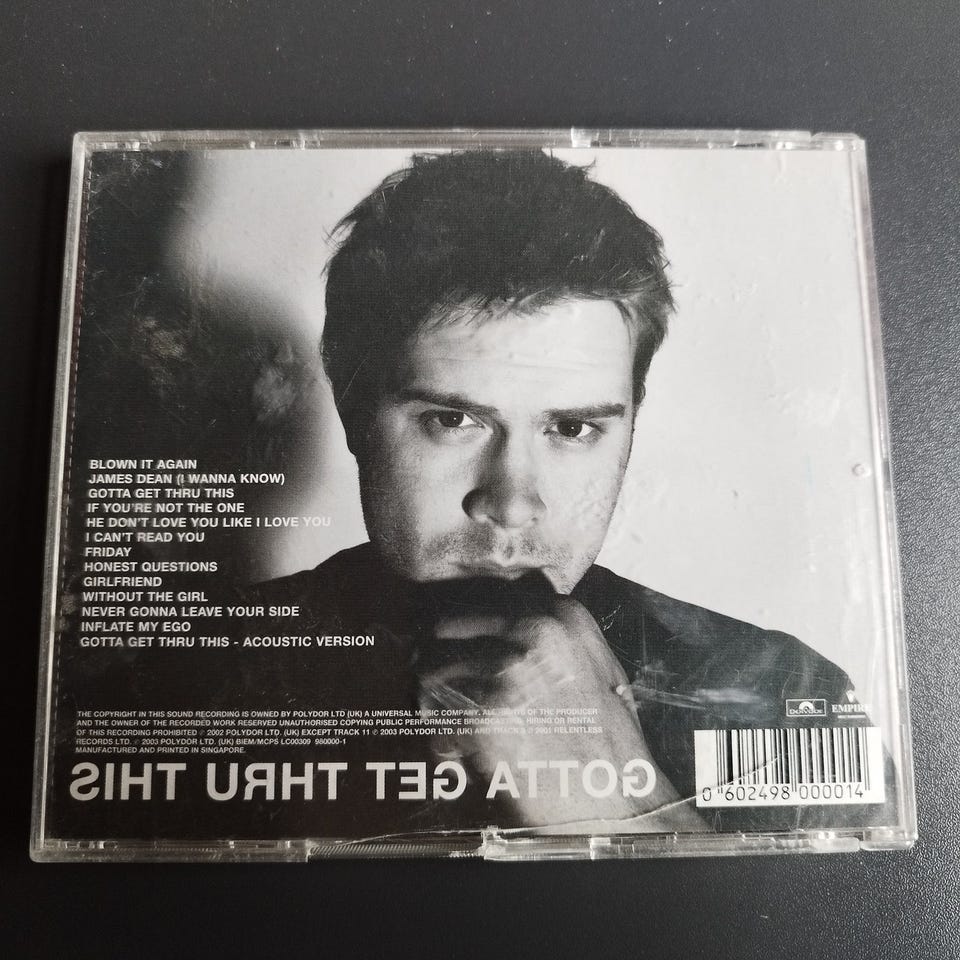 BLOWN IT AGAIN
JAMES DEAN (I WANNA KNOW)
GOTTA GET THRU THIS
IF YOU'RE NOT THE ONE
HE DON'T LOVE YOU LIKE I LOVE YOU
I CAN'T READ YOU
FRIDAY
HONEST QUESTIONS
GIRLFRIEND
WITHOUT THE GIRL
NEVER GONNA LEAVE YOUR SIDE
INFLATE MY EGO
GOTTA GET THRU THIS - ACOUSTIC VERSION
THE COPYRIGHT IN THIS SOUND RECORDING IS OWNED BY POLYDOR LTD (UK) A UNIVERSAL MUSIC COMPANY. ALL RIGHTS OF THE PRODUCER
AND THE OWNER OF THE RECORDED WORK RESERVED UNAUTHORISED COPYING PUBLIC PERFORMANCE BROADCASTING, HIRING OR RENTAL
OF THIS RECORDING PROHIBITED ℗ 2002 POLYDOR LTD. (UK) EXCEPT TRACK 11 ℗ 2003 POLYDOR LTD. (UK) AND TRACK 3 ℗ 2001 RELENTLESS
RECORDS LTD. ℗ 2003 POLYDOR LTD. (UK) BIEM/MCPS LC00309 980000-1
MANUFACTURED AND PRINTED IN SINGAPORE.
Polydor
EMPIRE
GOTTA GET THRU THIS
0 602498 000014